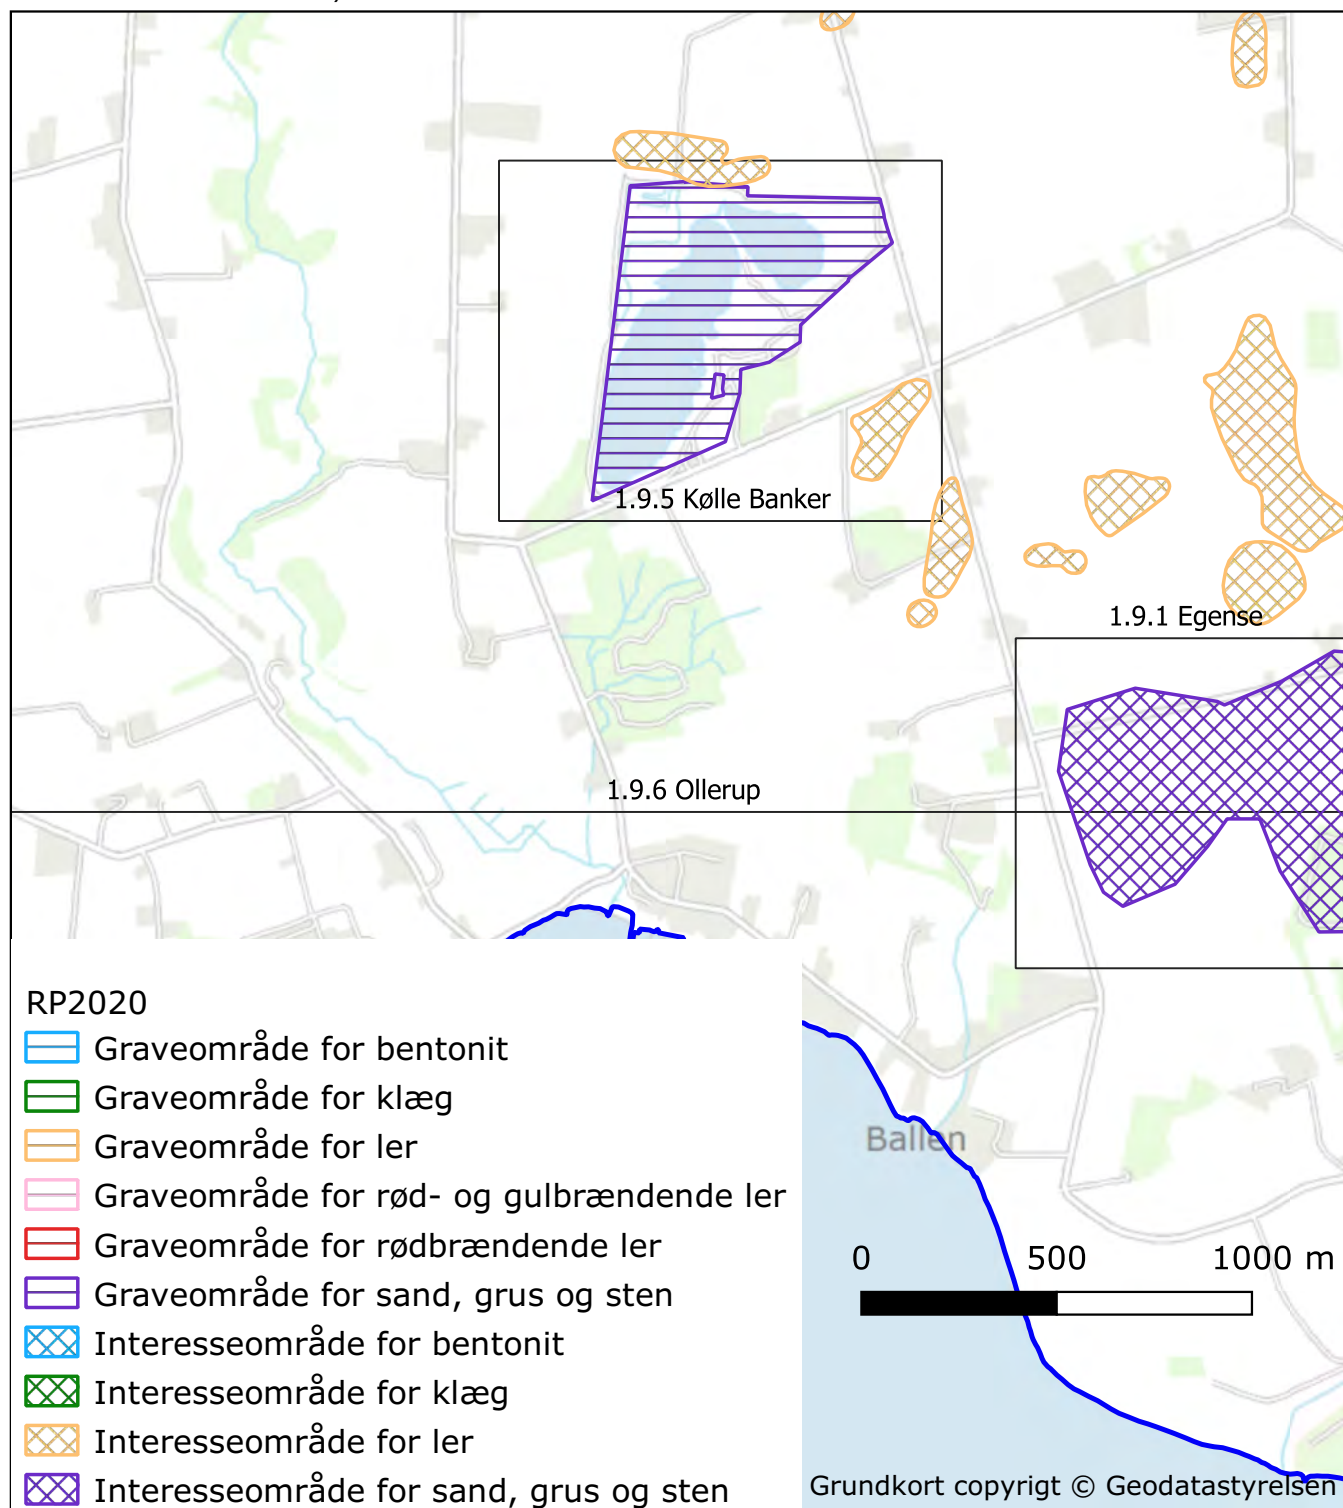 1.9.5 Kølle Banker
1.9.1 Egense
1.9.6 Ollerup
RP2020
Graveområde for bentonit
Graveområde for klæg
Graveområde for ler
Graveområde for rød- og gulbrændende ler
Graveområde for rødbrændende ler
Graveområde for sand, grus og sten
Interesseområde for bentonit
Interesseområde for klæg
Interesseområde for ler
Interesseområde for sand, grus og sten
Ballen
0 500 1000 m
Grundkort copyrigt © Geodatastyrelsen